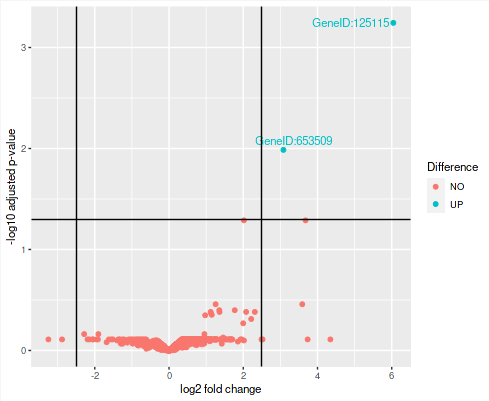 GeneID:125115
3
GeneID:653509
2
1
0
-log10 adjusted p-value
-2
0
2
4
6
log2 fold change
Difference
NO
UP